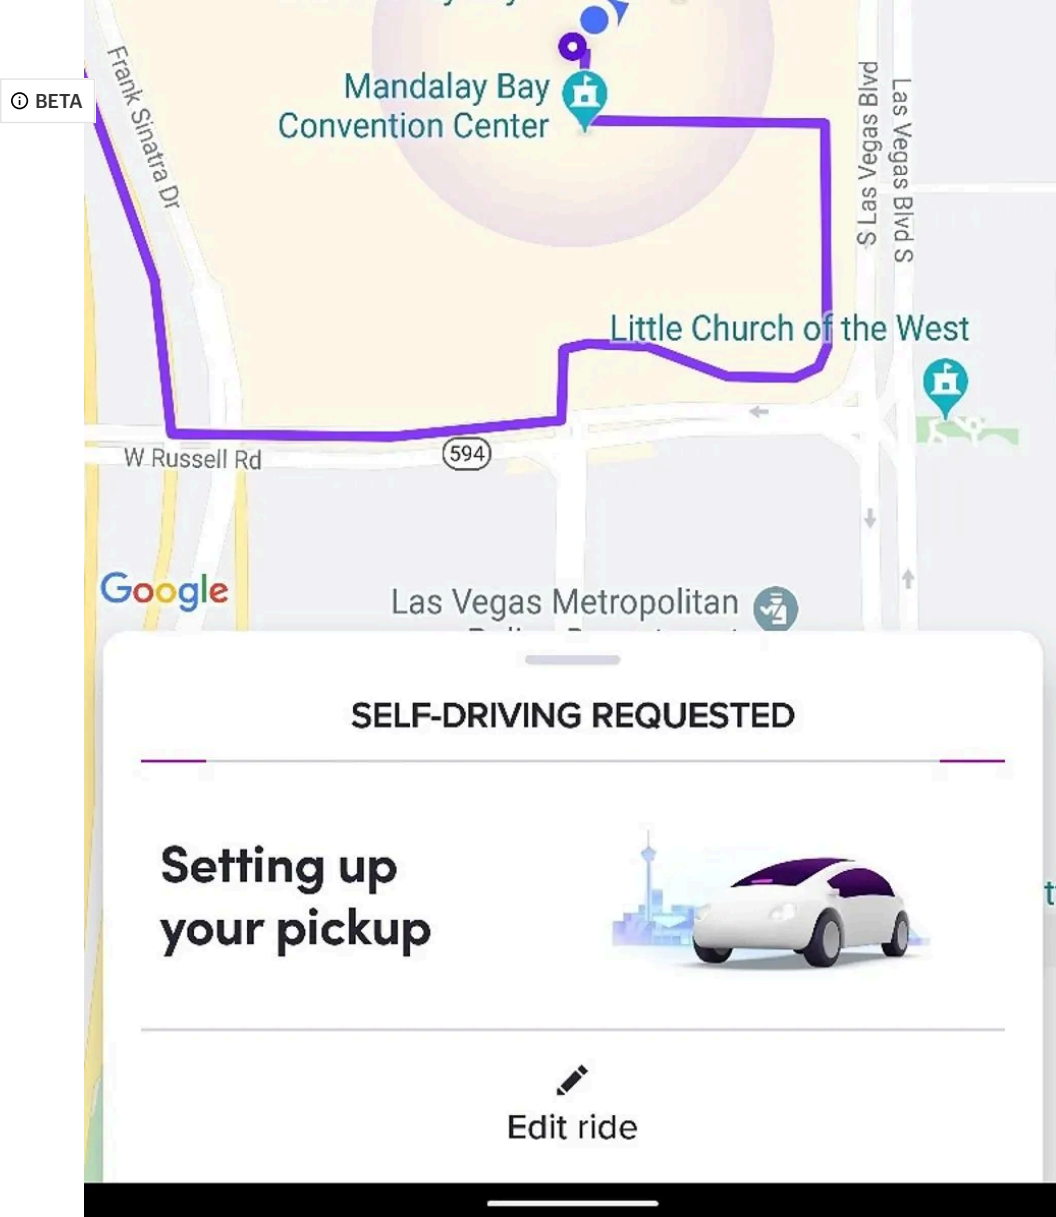 Frank Sinatra Dr
BETA
Mandalay Bay
Convention Center
S Las Vegas Blvd
Las Vegas Blvd S
Little Church of the West
594
W Russell Rd
Google
Las Vegas Metropolitan
SELF-DRIVING REQUESTED
Setting up
your pickup
Edit ride